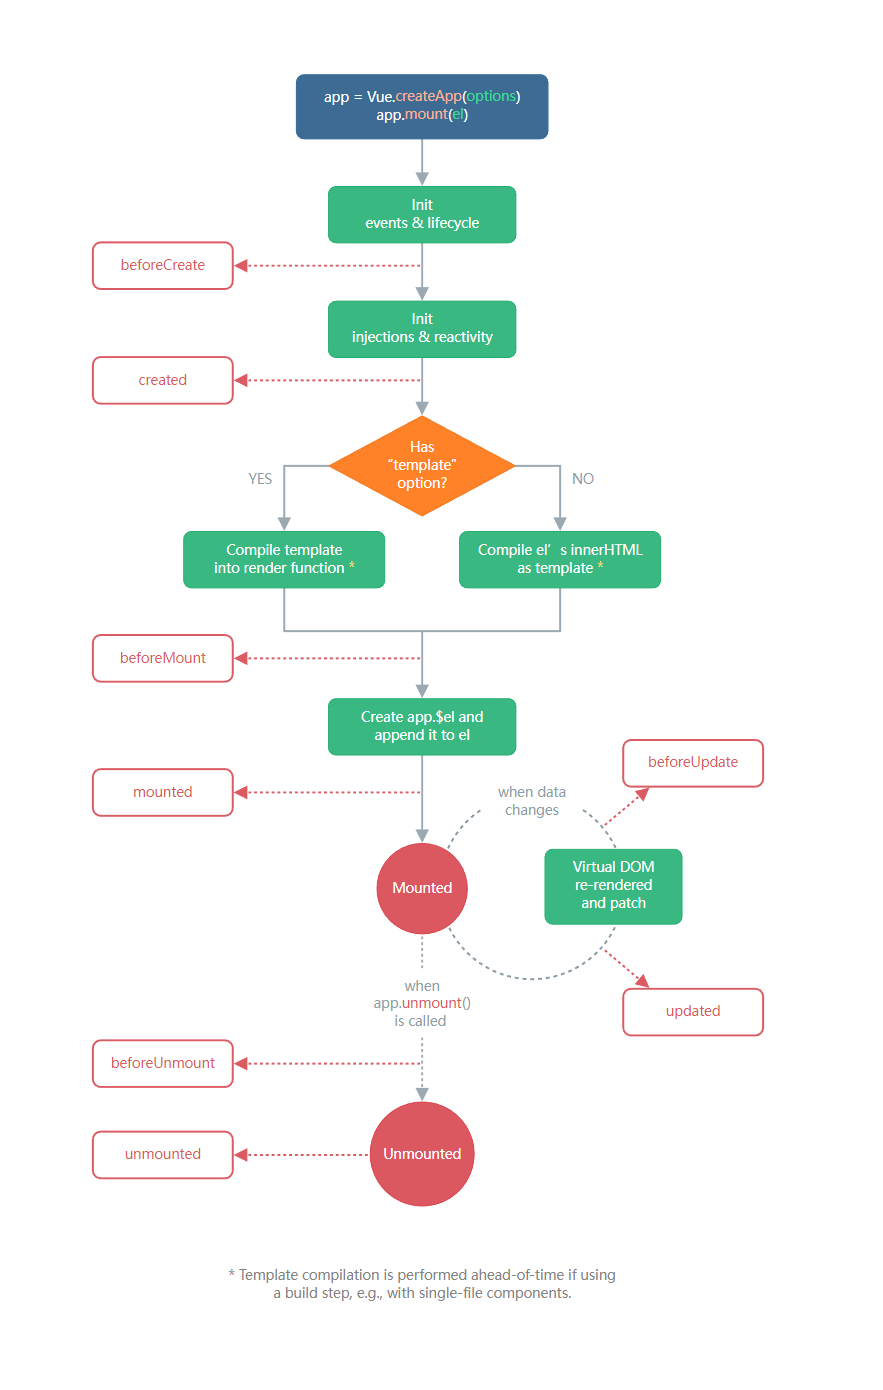 app = Vue.createApp(options)
app.mount(el)
Init
events & lifecycle
beforeCreate
Init
injections & reactivity
created
Has
“template”
option?
YES
NO
Compile template
into render function *
Compile el’s innerHTML
as template *
beforeMount
Create app.$el and
append it to el
mounted
beforeUpdate
when data
changes
Mounted
Virtual DOM
re-rendered
and patch
when
app.unmount()
is called
updated
beforeUnmount
unmounted
Unmounted
* Template compilation is performed ahead-of-time if using
a build step, e.g., with single-file components.